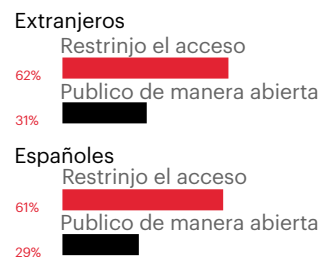 Extranjeros
Restrinjo el acceso
62%
Publico de manera abierta
31%
Españoles
Restrinjo el acceso
61%
Publico de manera abierta
29%